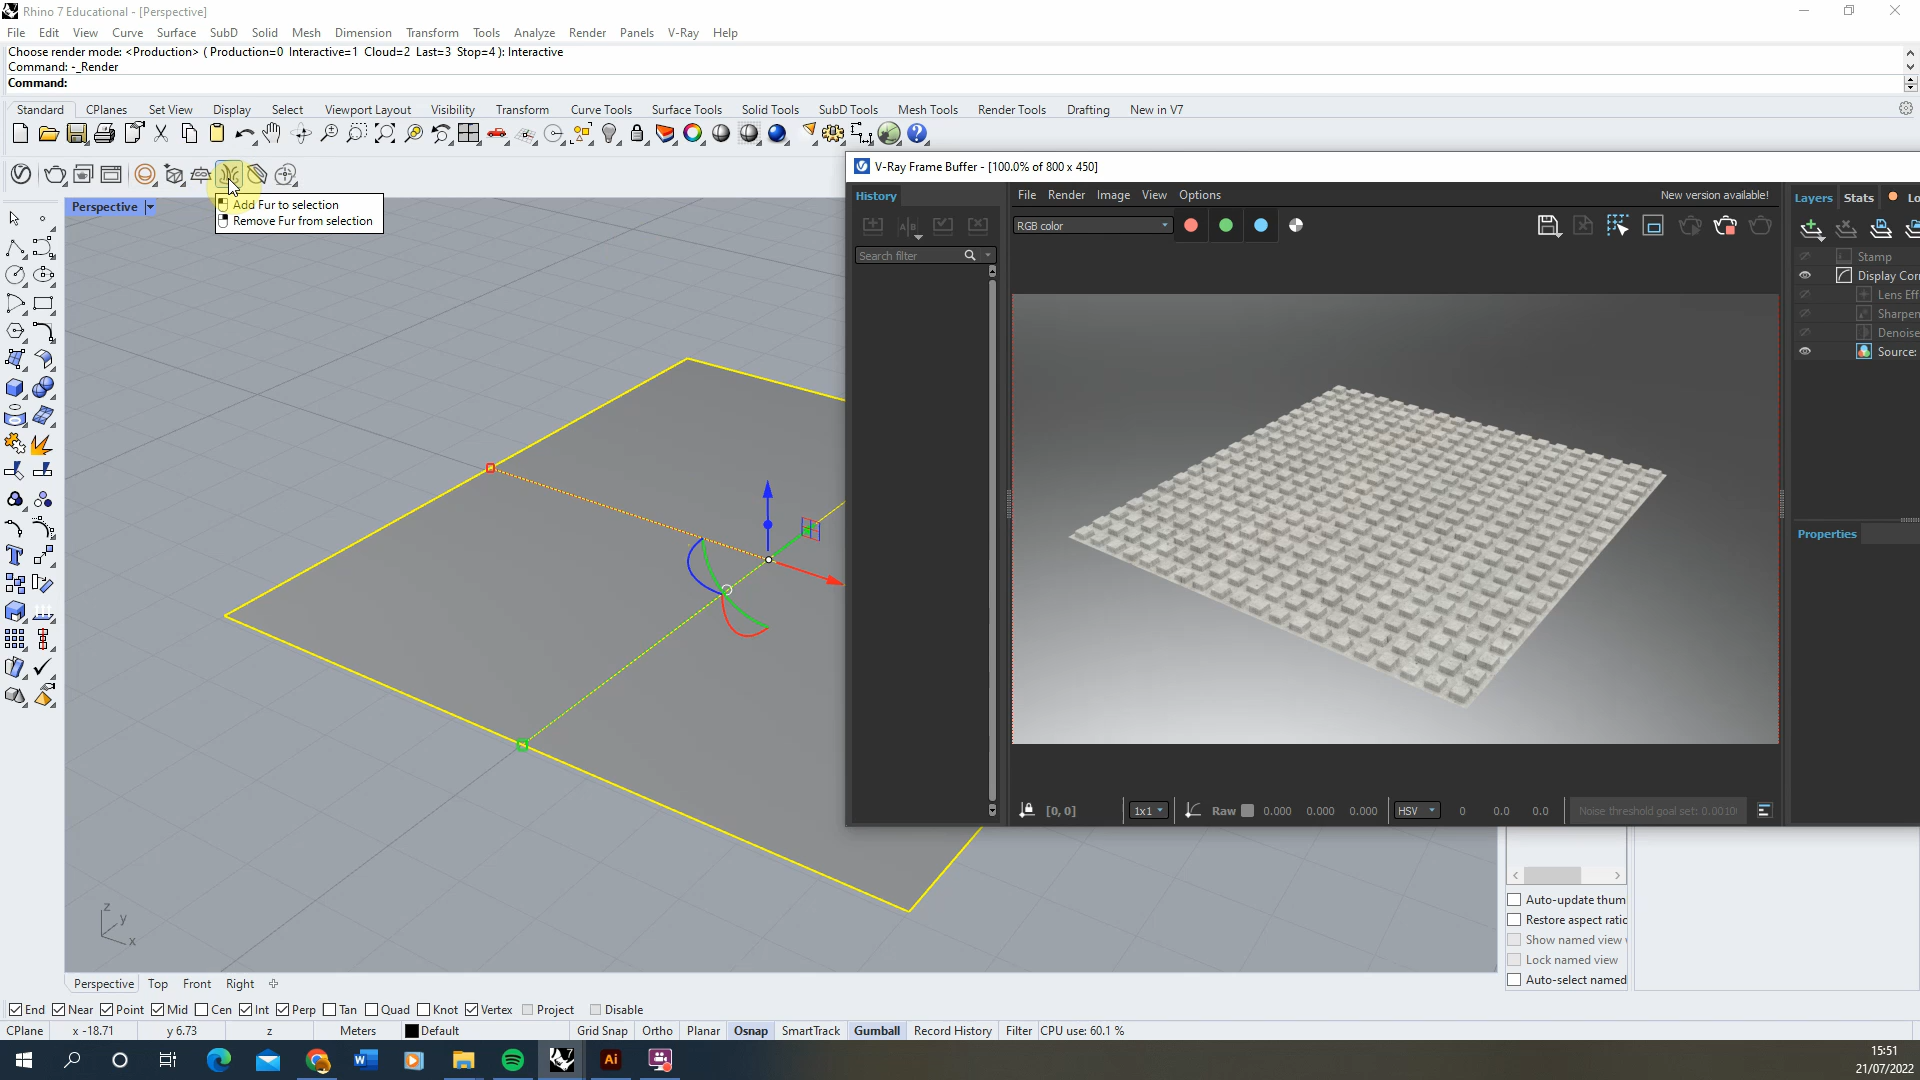 Rhino 7 Educational - [Perspective]
File Edit View Curve Surface SubD Solid Mesh Dimension Transform Tools Analyze Render Panels V-Ray Help
Choose render mode: <Production> ( Production=0 Interactive=1 Cloud=2 Last=3 Stop=4 ): Interactive
Command: -_Render
Command:
Standard CPlanes Set View Display Select Viewport Layout Visibility Transform Curve Tools Surface Tools Solid Tools SubD Tools Mesh Tools Render Tools Drafting New in V7
V-Ray Frame Buffer - [100.0% of 800 x 450]
History
File Render Image View Options
New version available!
Layers Stats Lo
Add Fur to selection
Remove Fur from selection
Perspective
RGB color
Search filter
Stamp
Display Corr
Lens Eff
Sharpen
Denoise
Source:
Properties
[0, 0]
1x1
Raw 0.000 0.000 0.000
HSV 0 0.0 0.0
Noise threshold goal set: 0.0010
Auto-update thum
Restore aspect ratio
Show named view
Lock named view
Auto-select named
z
y
x
Perspective Top Front Right
End Near Point Mid Cen Int Perp Tan Quad Knot Vertex Project Disable
CPlane x -18.71 y 6.73 z Meters Default Grid Snap Ortho Planar Osnap SmartTrack Gumball Record History Filter CPU use: 60.1 %
15:51
21/07/2022